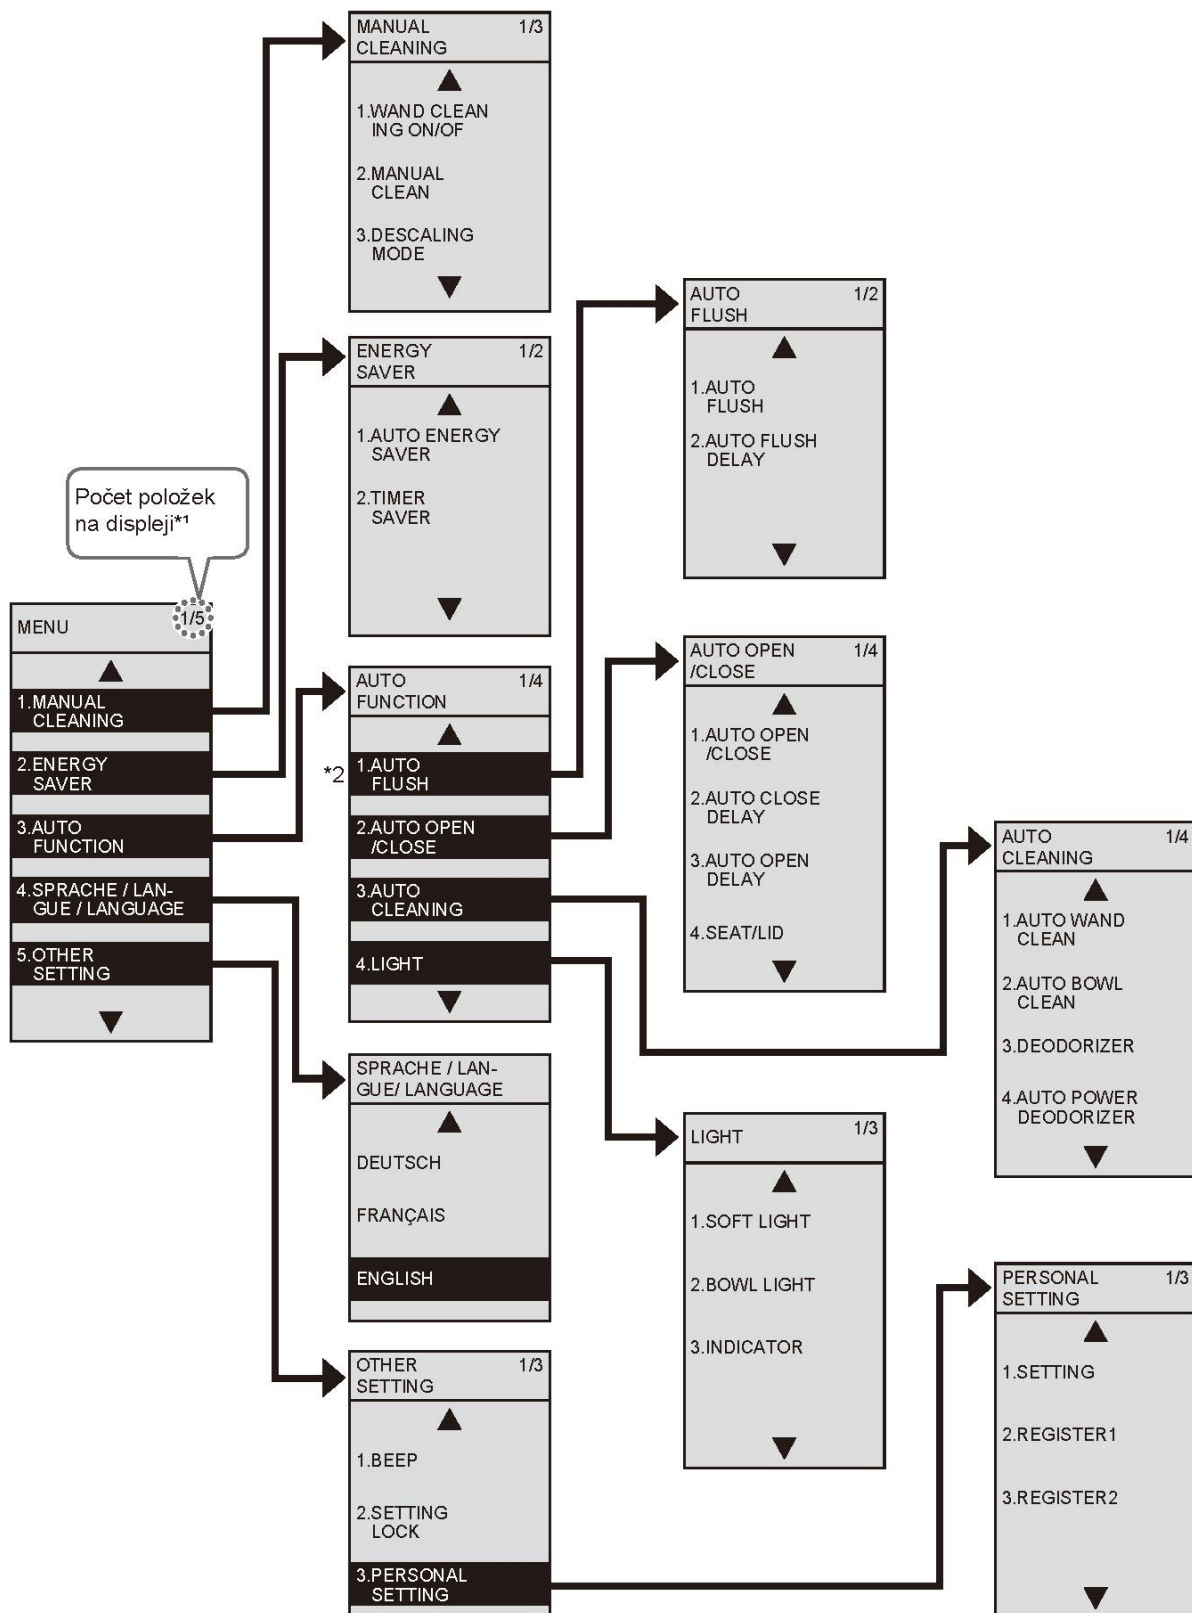 MANUAL 1/3
CLEANING
1.WAND CLEAN
ING ON/OF
2.MANUAL
CLEAN
3.DESCALING
MODE
AUTO 1/2
FLUSH
1.AUTO
FLUSH
2.AUTO FLUSH
DELAY
ENERGY 1/2
SAVER
1.AUTO ENERGY
SAVER
2.TIMER
SAVER
Počet položek
na displeji*¹
MENU 1/5
1.MANUAL
CLEANING
2.ENERGY
SAVER
3.AUTO
FUNCTION
4.SPRACHE / LAN-
GUE / LANGUAGE
5.OTHER
SETTING
AUTO 1/4
FUNCTION
*2
1.AUTO
FLUSH
2.AUTO OPEN
/CLOSE
3.AUTO
CLEANING
4.LIGHT
AUTO OPEN 1/4
/CLOSE
1.AUTO OPEN
/CLOSE
2.AUTO CLOSE
DELAY
3.AUTO OPEN
DELAY
4.SEAT/LID
AUTO 1/4
CLEANING
1.AUTO WAND
CLEAN
2.AUTO BOWL
CLEAN
3.DEODORIZER
4.AUTO POWER
DEODORIZER
SPRACHE / LAN-
GUE/ LANGUAGE
DEUTSCH
FRANÇAIS
ENGLISH
LIGHT 1/3
1.SOFT LIGHT
2.BOWL LIGHT
3.INDICATOR
OTHER 1/3
SETTING
1.BEEP
2.SETTING
LOCK
3.PERSONAL
SETTING
PERSONAL 1/3
SETTING
1.SETTING
2.REGISTER1
3.REGISTER2